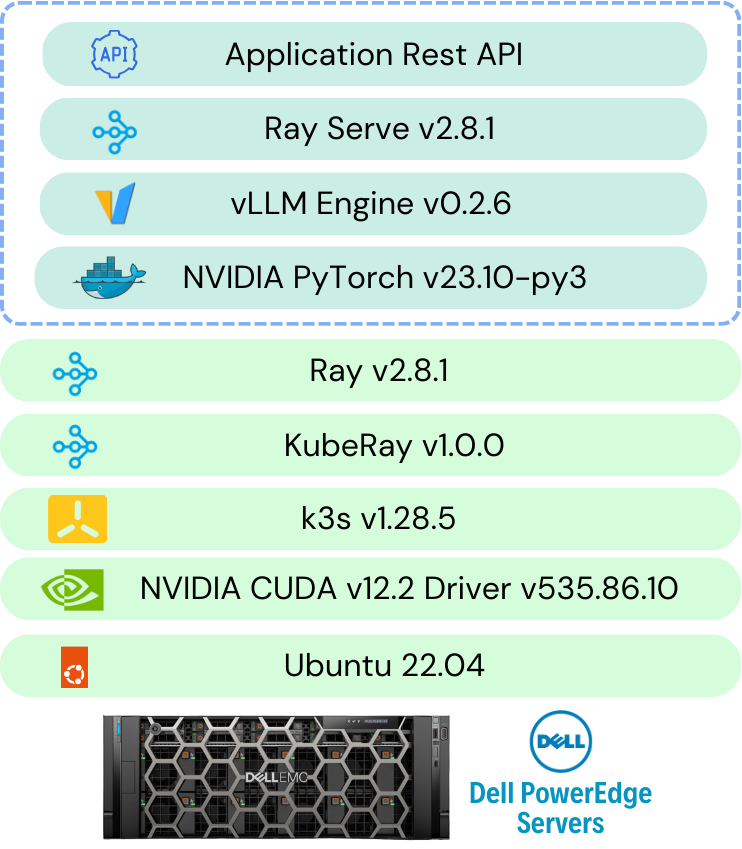 API
Application Rest API
Ray Serve v2.8.1
vLLM Engine v0.2.6
NVIDIA PyTorch v23.10-py3
Ray v2.8.1
KubeRay v1.0.0
k3s v1.28.5
NVIDIA CUDA v12.2 Driver v535.86.10
Ubuntu 22.04
DELLEMC
DELL
Dell PowerEdge
Servers